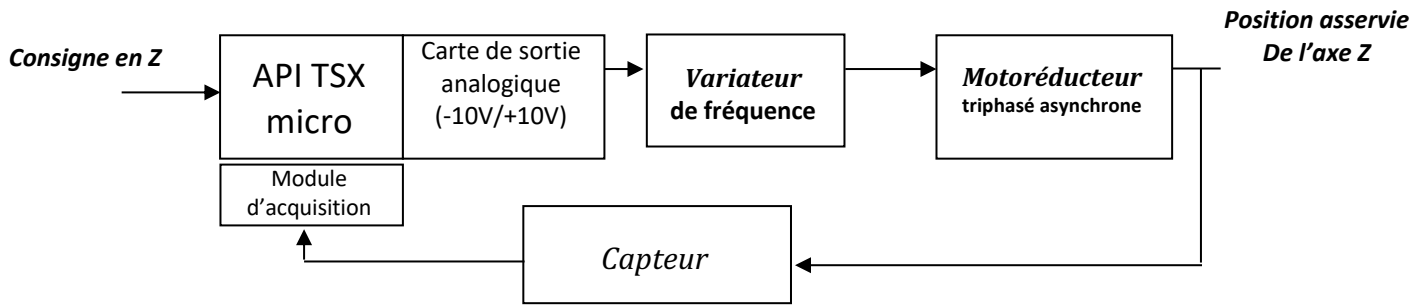 Consigne en Z
API TSX
micro
Carte de sortie
analogique
(-10V/+10V)
Variateur
de fréquence
Motoréducteur
triphasé asynchrone
Position asservie
De l’axe Z
Module
d’acquisition
Capteur